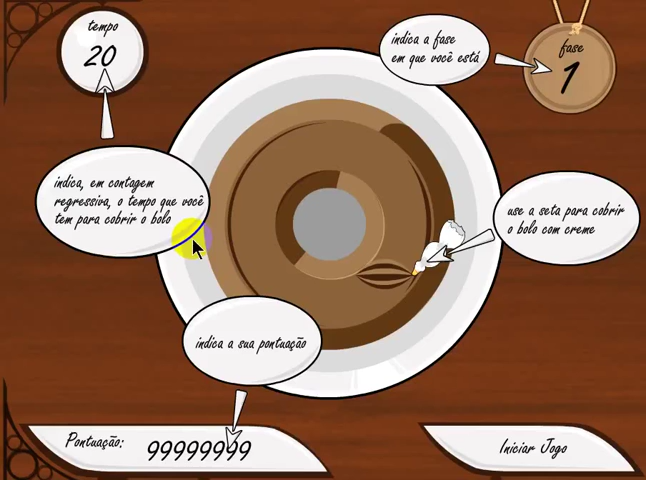 tempo
20
indica a fase
em que você está
fase
1
indica, em contagem
regressiva, o tempo que você
tem para cobrir o bolo
use a seta para cobrir
o bolo com creme
indica a sua pontuação
Pontuação: 99999999
Iniciar Jogo